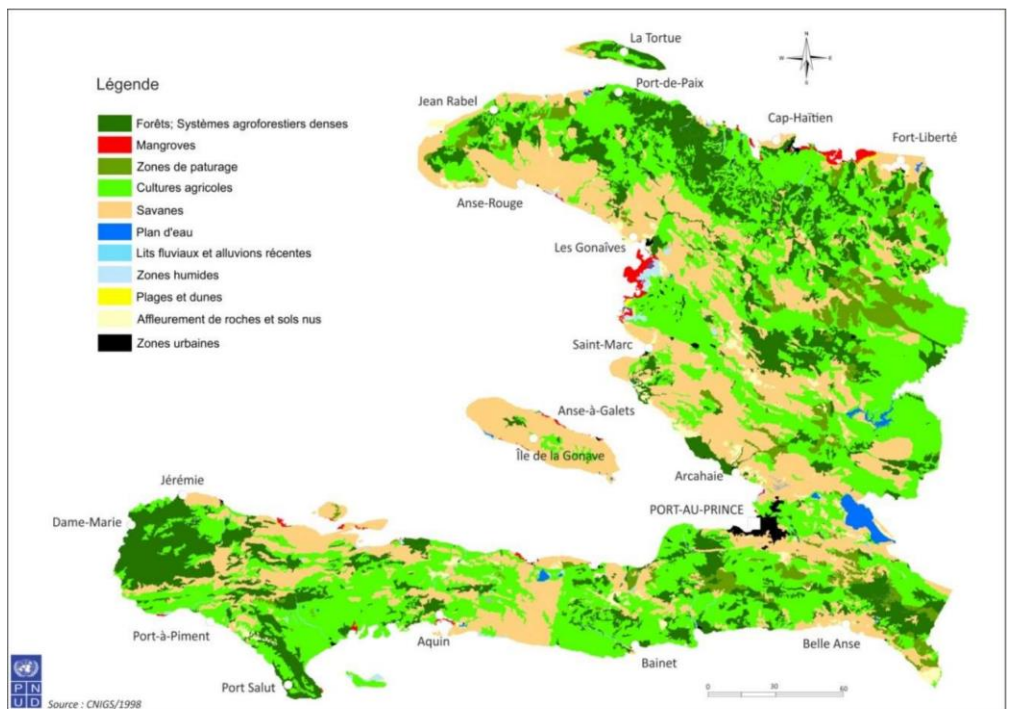 La Tortue
N
W
E
S
Port-de-Paix
Jean Rabel
Cap-Haïtien
Fort-Liberté
Légende
Forêts; Systèmes agroforestiers denses
Mangroves
Zones de paturage
Cultures agricoles
Savanes
Plan d'eau
Lits fluviaux et alluvions récentes
Zones humides
Plages et dunes
Affleurement de roches et sols nus
Zones urbaines
Anse-Rouge
Les Gonaïves
Saint-Marc
Anse-à-Galets
Île de la Gonave
Arcahaie
PORT-AU-PRINCE
Jérémie
Dame-Marie
Port-à-Piment
Aquin
Belle Anse
Bainet
Port Salut
0 30 60
P N
U D
Source : CNIGS/1998